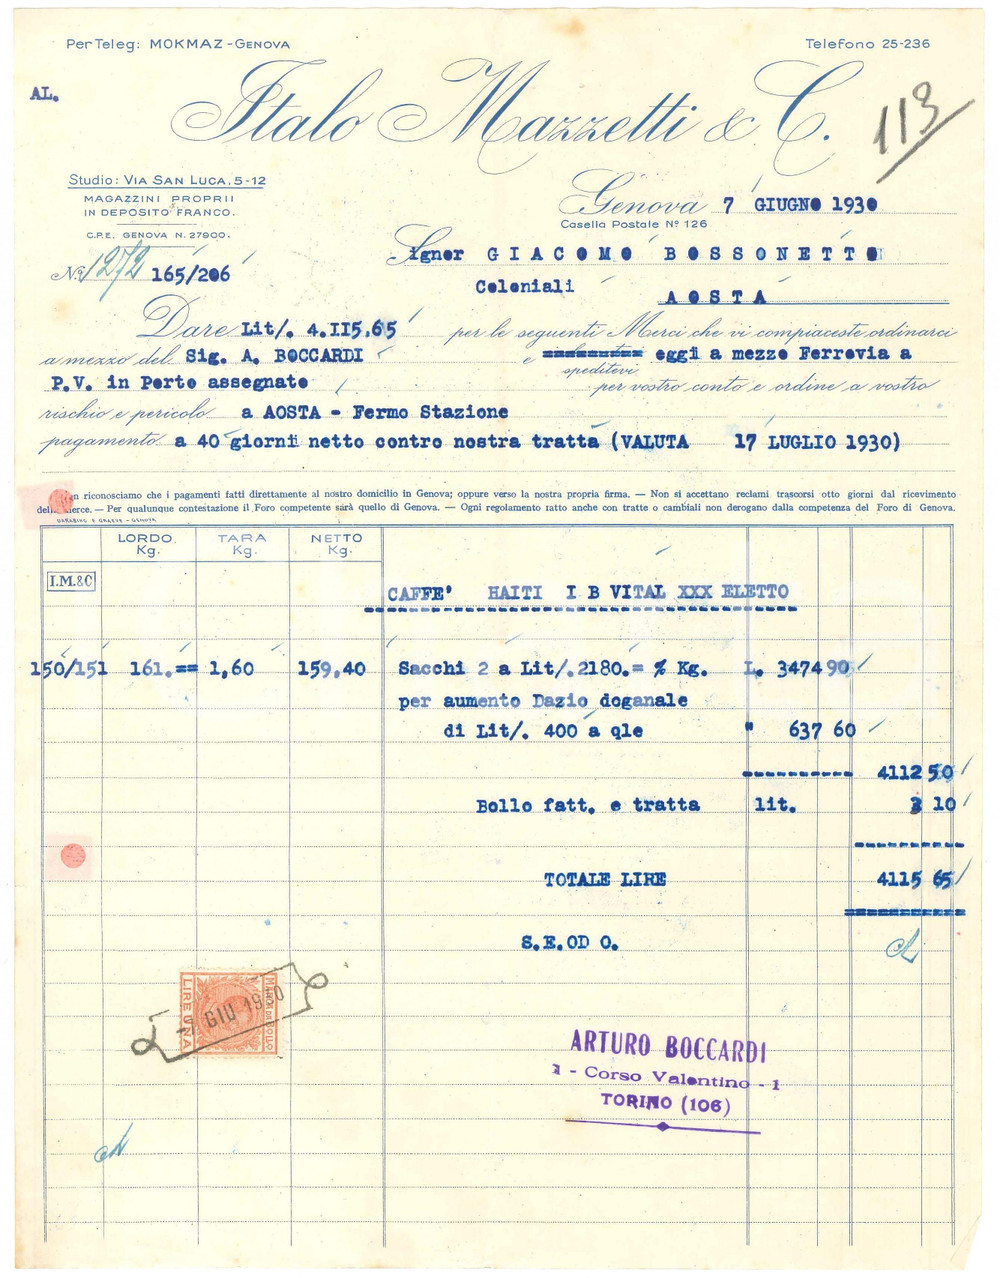 Per Teleg: MOKMAZ - GENOVA
Telefono 25-236
AL.
Italo Mazzetti & C.
113
Studio: VIA SAN LUCA, 5-12
MAGAZZINI PROPRII
IN DEPOSITO FRANCO.
C.P.E. GENOVA N. 27900.
Genova 7 GIUGNO 1930
Casella Postale Nº 126
Nº 1272 165/206
Signor GIACOMO BOSSONETTO
Coloniali
AOSTA
Dare Lit/. 4.II5.65 per le seguenti Merci che vi compiaceste ordinarci
a mezzo del Sig. A. BOCCARDI e speditevi oggi a mezzo Ferrovia a
P.V. in Porto assegnato per vostro conto e ordine a vostro
rischio e pericolo a AOSTA - Fermo Stazione
pagamento a 40 giorni netto contro nostra tratta (VALUTA 17 LUGLIO 1930)
riconosciamo che i pagamenti fatti direttamente al nostro domicilio in Genova; oppure verso la nostra propria firma. — Non si accettano reclami trascorsi otto giorni dal ricevimento
della merce. — Per qualunque contestazione il Foro competente sarà quello di Genova. — Ogni regolamento tatto anche con tratte o cambiali non derogano dalla competenza del Foro di Genova.
LORDO Kg. TARA Kg. NETTO Kg.
I.M.&C
CAFFE' HAITI I B VITAL XXX ELETTO
150/151 161.== 1,60 159,40 Sacchi 2 a Lit/.2180.= % Kg. L. 3474 90
per aumento Dazio doganale
di Lit/. 400 a qle " 637 60
4112 50
Bollo fatt. e tratta lit. 3 10
TOTALE LIRE 4115 65
S.E.OD O.
LIRE UNA
MARCA DA BOLLO
-7 GIU 1930
ARTURO BOCCARDI
1 - Corso Valentino - 1
TORINO (106)